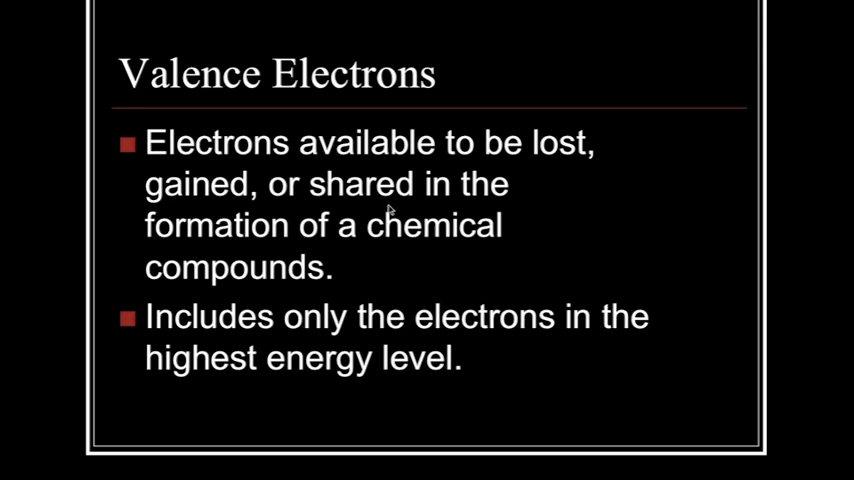 Valence Electrons
Electrons available to be lost,
gained, or shared in the
formation of a chemical
compounds.
Includes only the electrons in the
highest energy level.